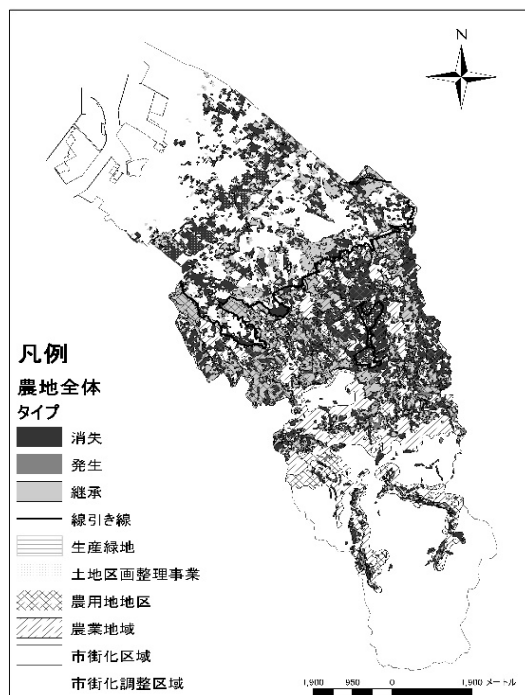 N
凡例
農地全体
タイプ
消失
発生
継承
線引き線
生産緑地
土地区画整理事業
農用地地区
農業地域
市街化区域
市街化調整区域
1,900 950 0 1,900 メートル